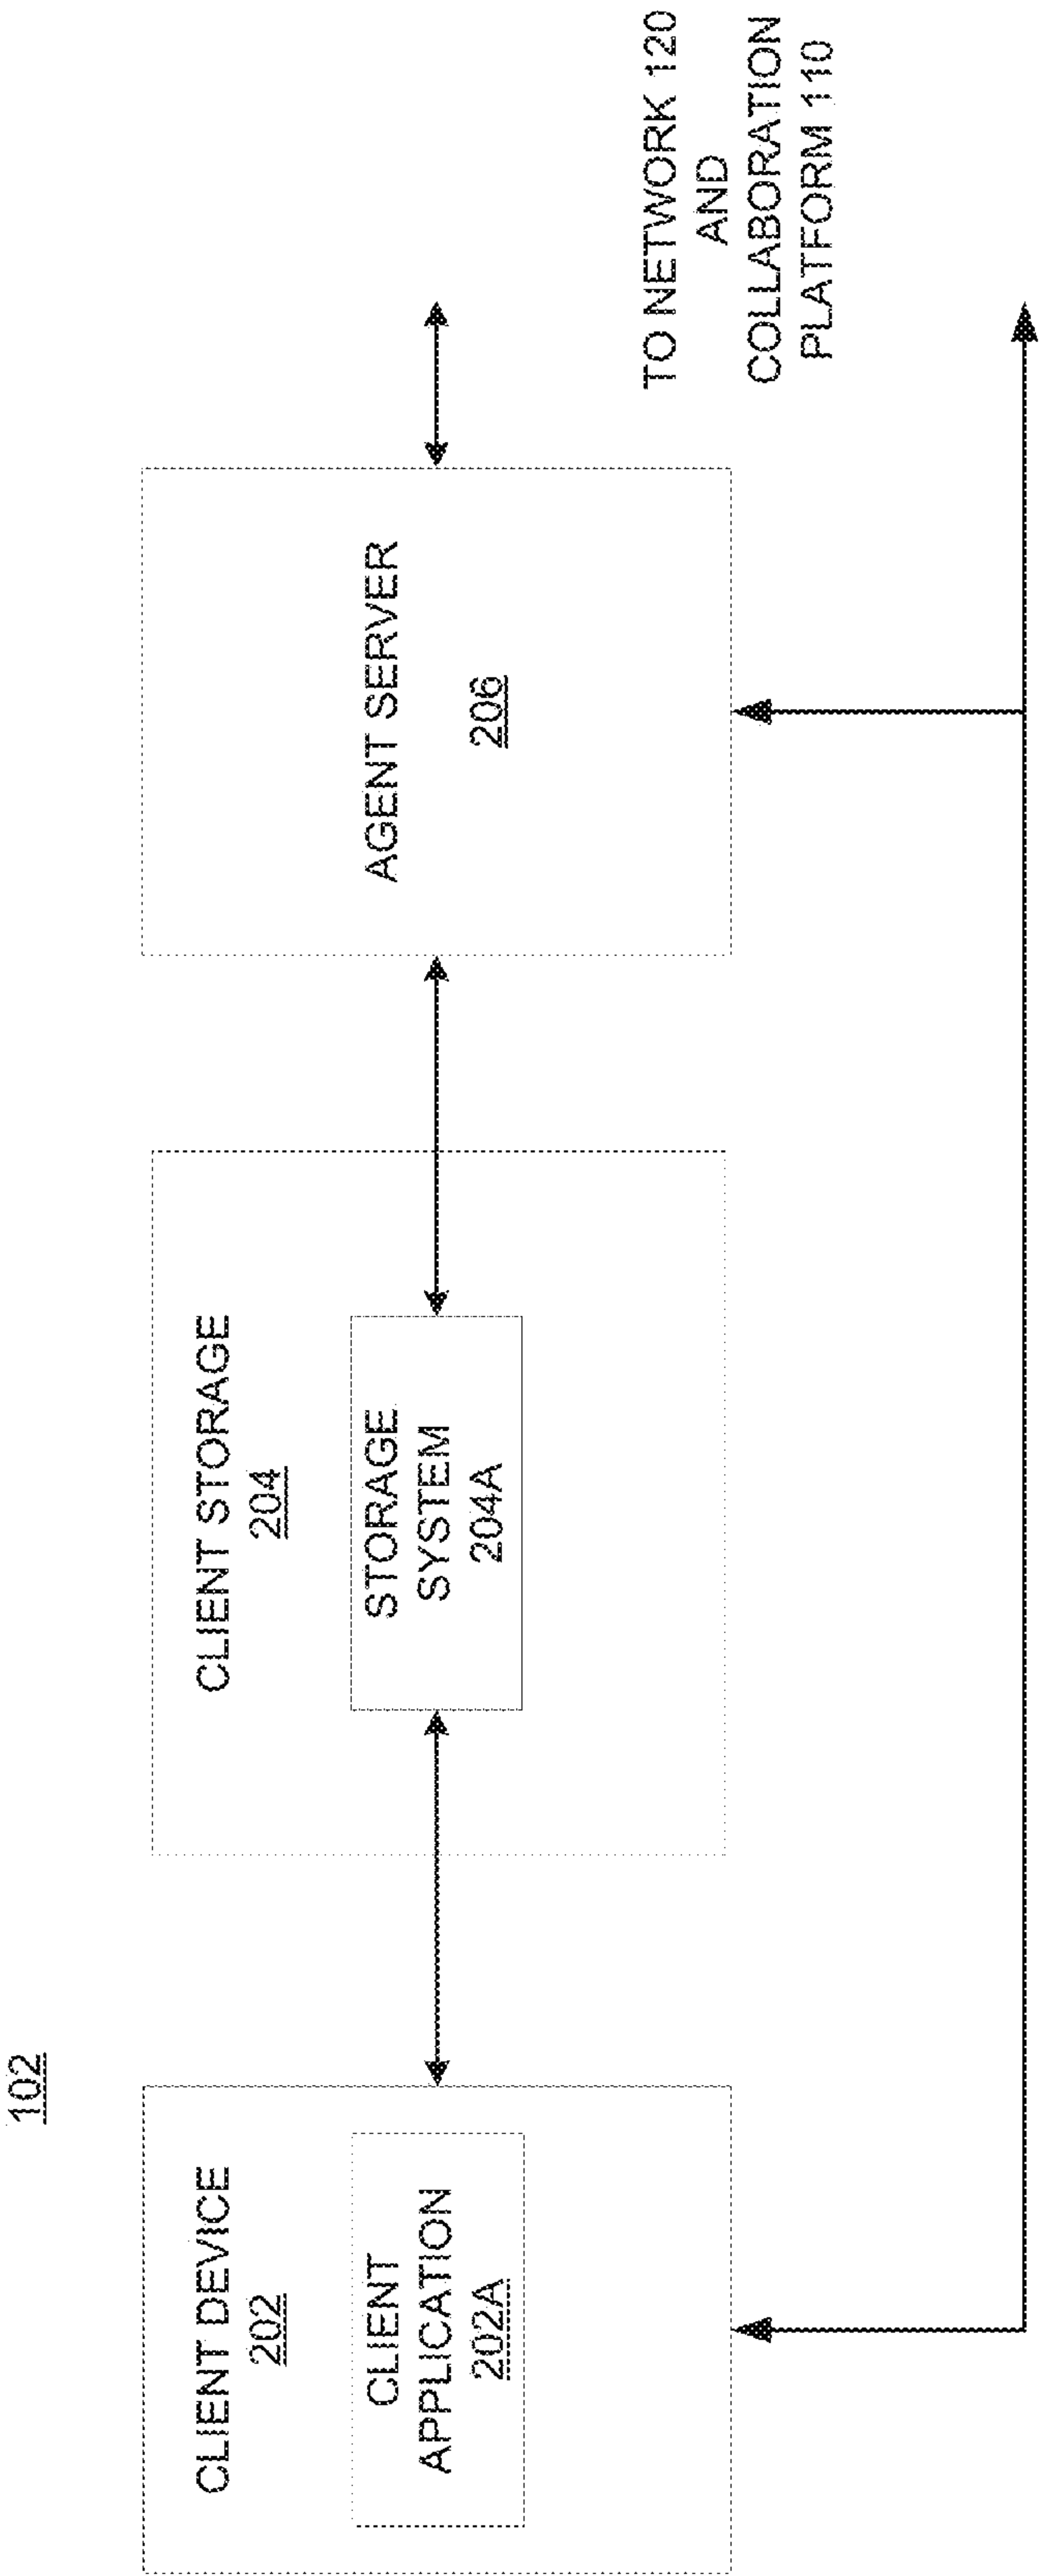 102
CLIENT DEVICE
202
CLIENT
APPLICATION
202A
CLIENT STORAGE
204
STORAGE
SYSTEM
204A
AGENT SERVER
206
TO NETWORK 120
AND
COLLABORATION
PLATFORM 110